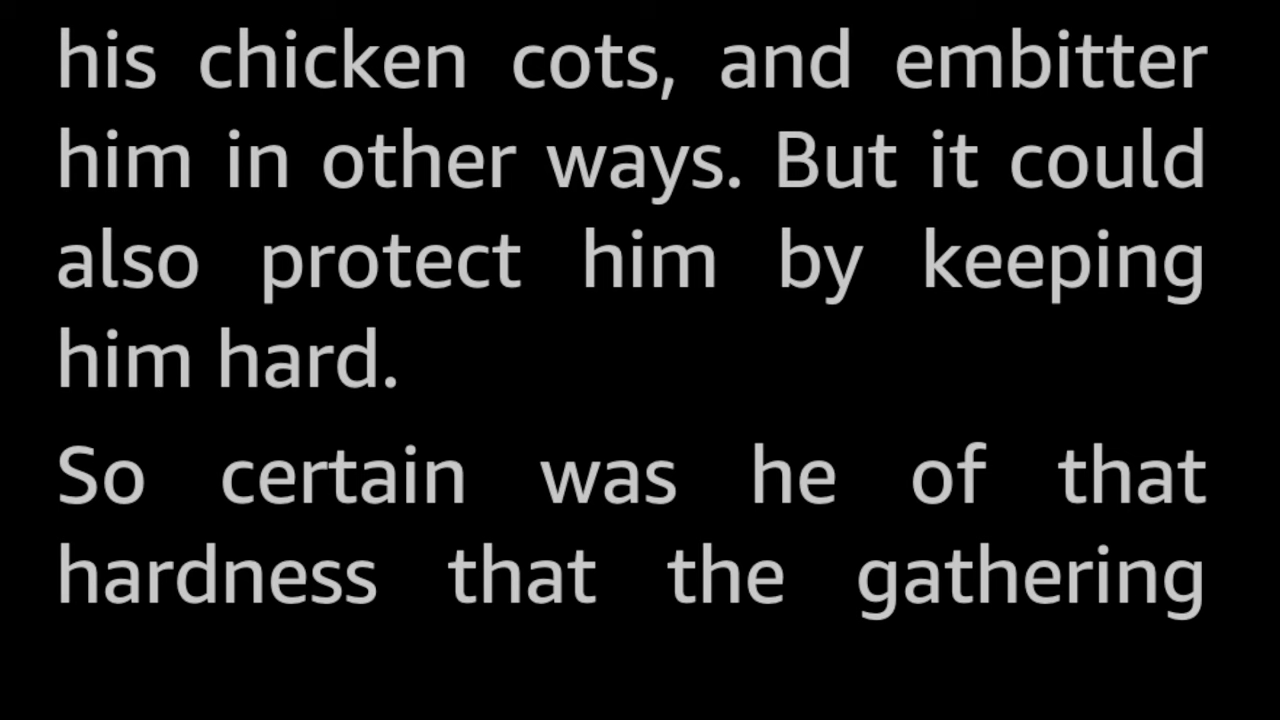 his chicken cots, and embitter
him in other ways. But it could
also protect him by keeping
him hard.
So certain was he of that
hardness that the gathering